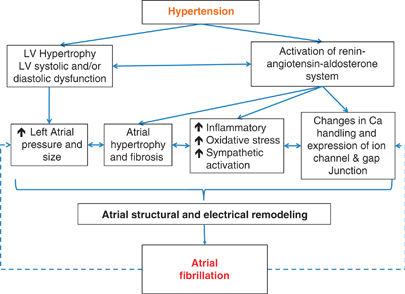 Hypertension
LV Hypertrophy
LV systolic and/or
diastolic dysfunction
Activation of renin-
angiotensin-aldosterone
system
Left Atrial
pressure and
size
Atrial
hypertrophy
and fibrosis
Inflammatory
Oxidative stress
Sympathetic
activation
Changes in Ca
handling and
expression of ion
channel & gap
Junction
Atrial structural and electrical remodeling
Atrial
fibrillation